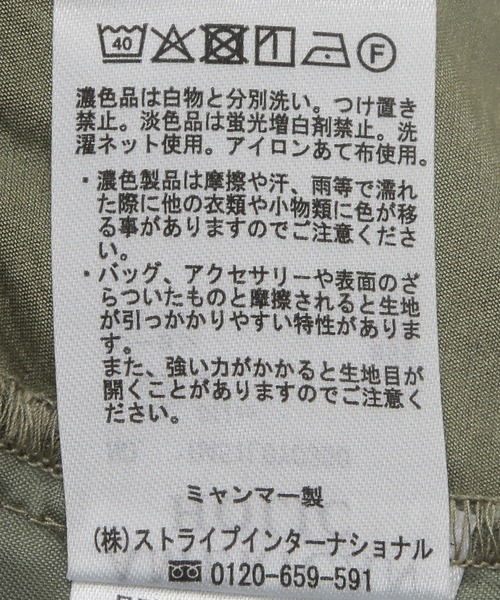 40 F
濃色品は白物と分別洗い。つけ置き
禁止。淡色品は蛍光増白剤禁止。洗
濯ネット使用。アイロンあて布使用。
・濃色製品は摩擦や汗、雨等で濡れ
た際に他の衣類や小物類に色が移
る事がありますのでご注意くださ
い。
・バッグ、アクセサリーや表面のざ
らついたものと摩擦されると生地
が引っかかりやすい特性がありま
す。
また、強い力がかかると生地目が
開くことがありますのでご注意く
ださい。
ミャンマー製
(株)ストライプインターナショナル
0120-659-591